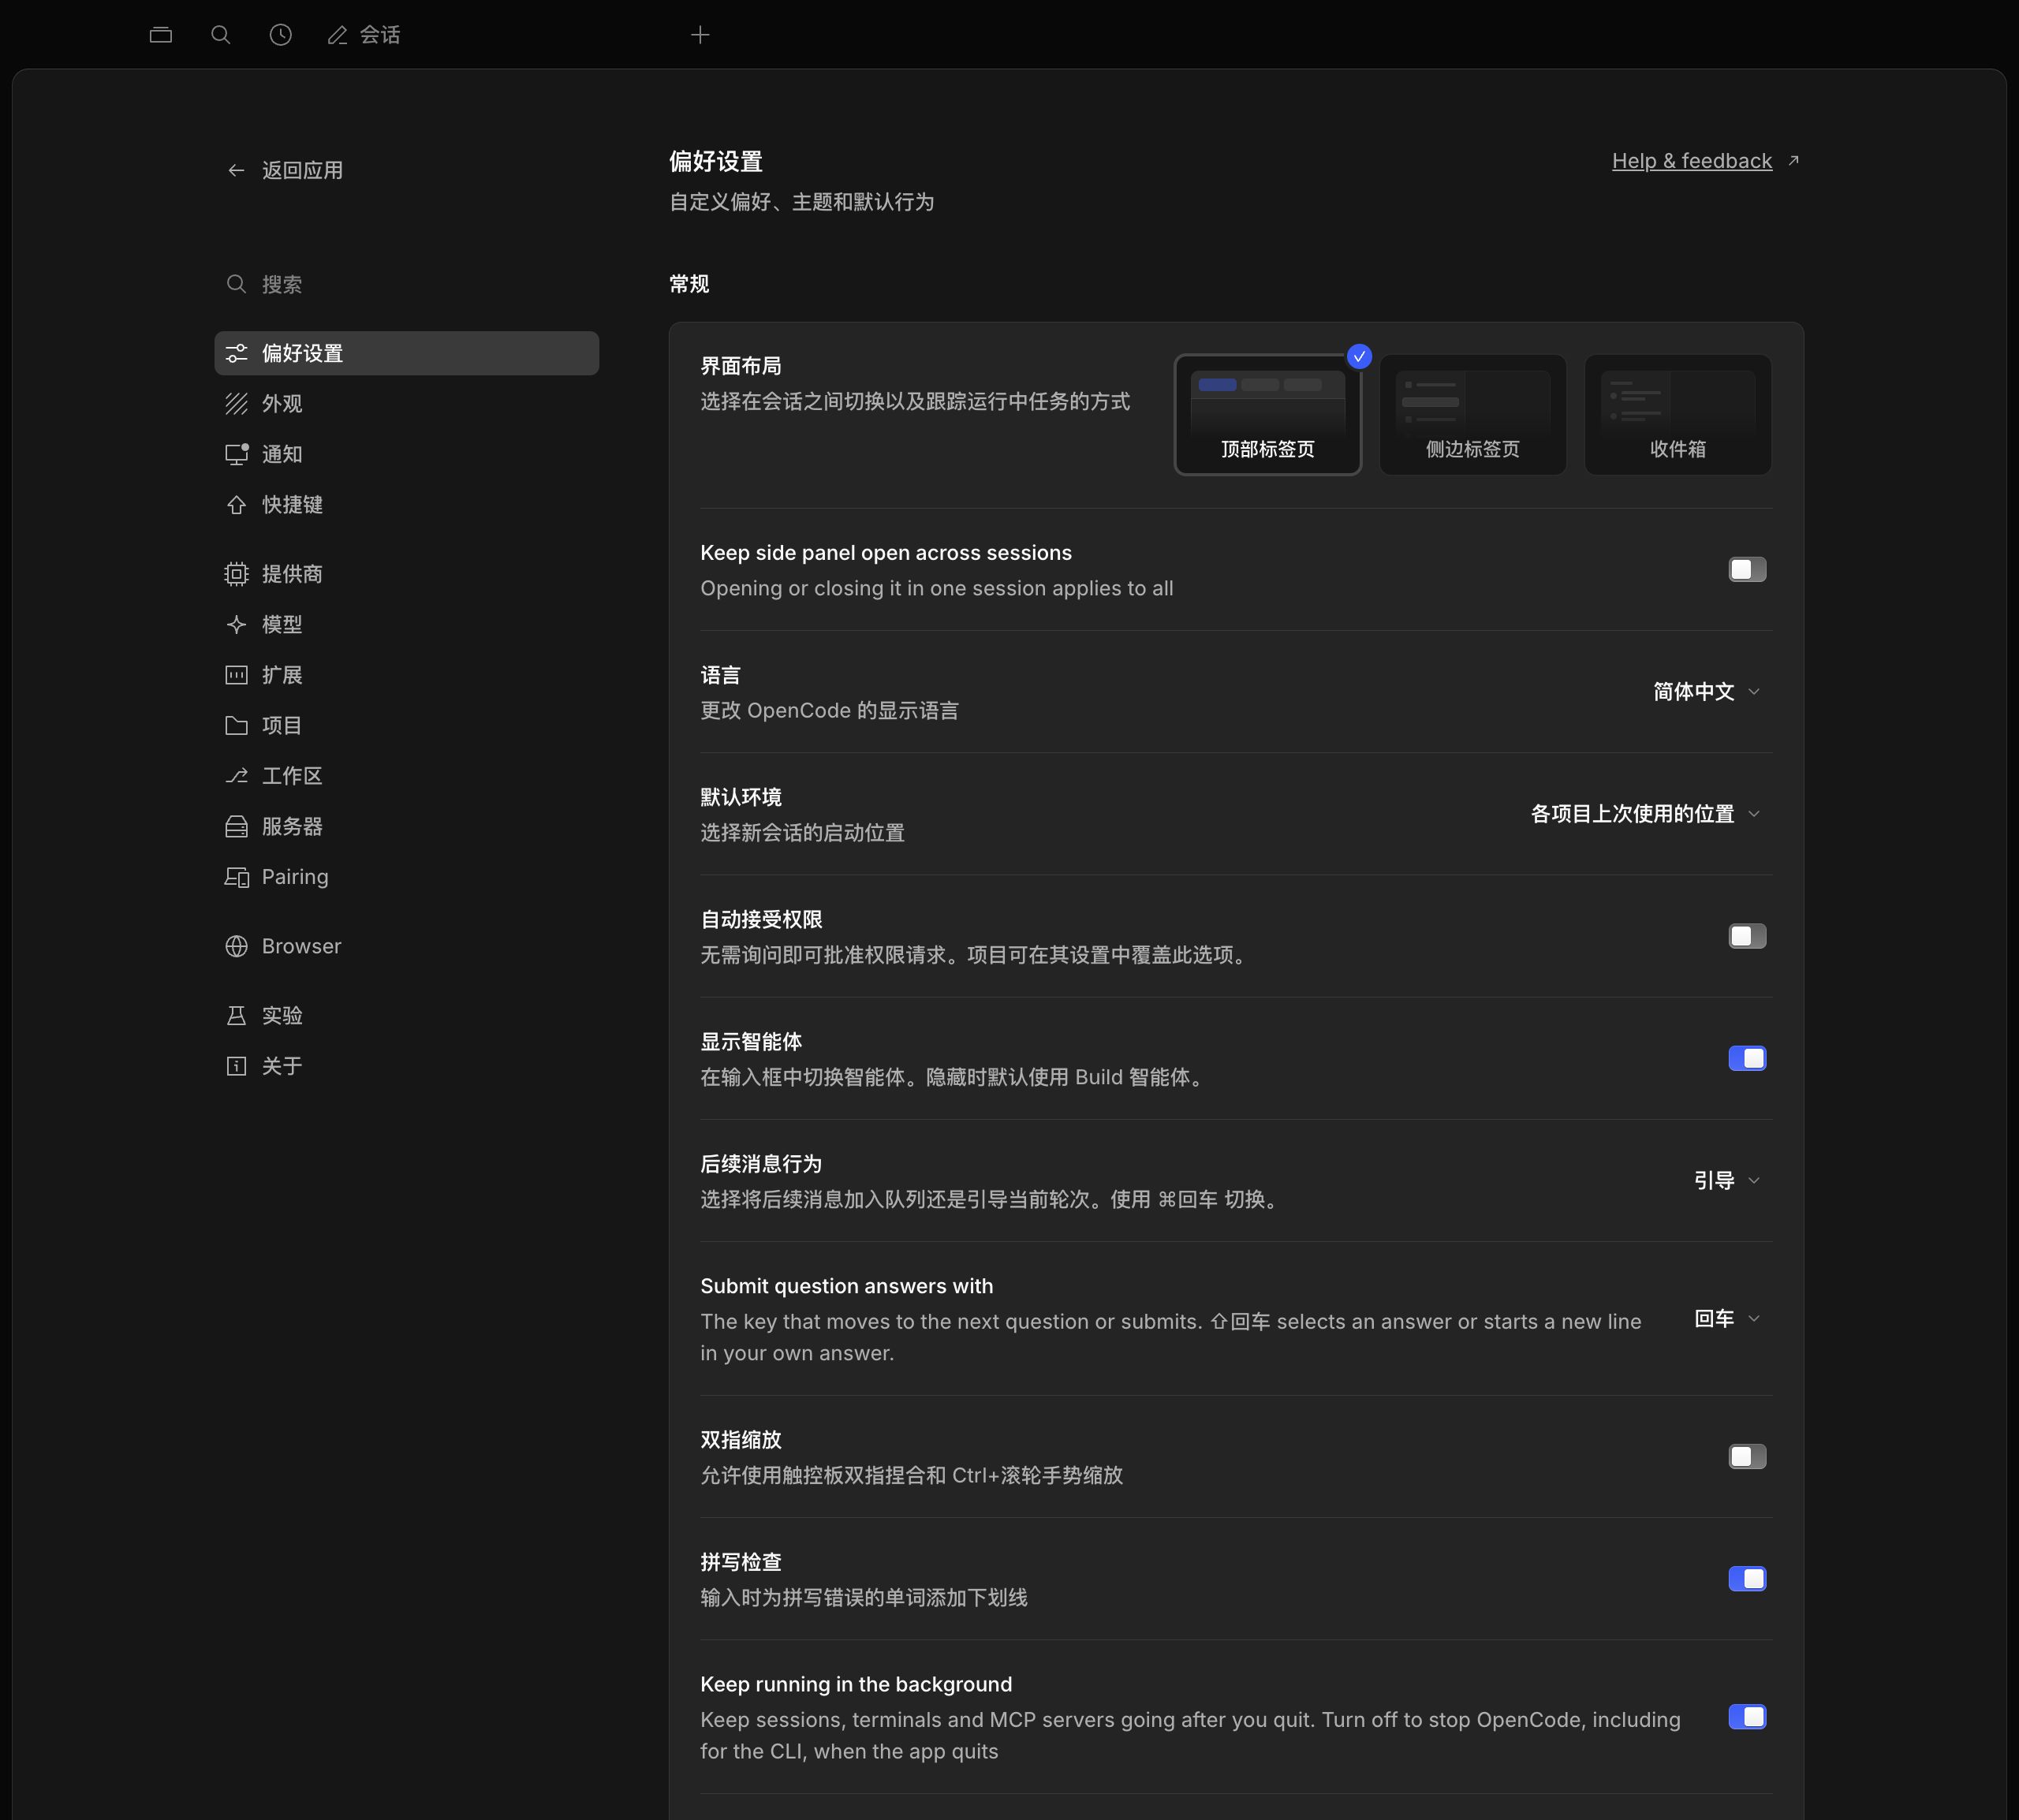 会话
返回应用
搜索
偏好设置
外观
通知
快捷键
提供商
模型
扩展
项目
工作区
服务器
Pairing
Browser
实验
关于
偏好设置
Help & feedback
自定义偏好、主题和默认行为
常规
界面布局
选择在会话之间切换以及跟踪运行中任务的方式
顶部标签页
侧边标签页
收件箱
Keep side panel open across sessions
Opening or closing it in one session applies to all
语言
更改 OpenCode 的显示语言
简体中文
默认环境
选择新会话的启动位置
各项目上次使用的位置
自动接受权限
无需询问即可批准权限请求。项目可在其设置中覆盖此选项。
显示智能体
在输入框中切换智能体。隐藏时默认使用 Build 智能体。
后续消息行为
选择将后续消息加入队列还是引导当前轮次。使用 ⌘回车 切换。
引导
Submit question answers with
The key that moves to the next question or submits. ⇧回车 selects an answer or starts a new line
in your own answer.
回车
双指缩放
允许使用触控板双指捏合和 Ctrl+滚轮手势缩放
拼写检查
输入时为拼写错误的单词添加下划线
Keep running in the background
Keep sessions, terminals and MCP servers going after you quit. Turn off to stop OpenCode, including
for the CLI, when the app quits